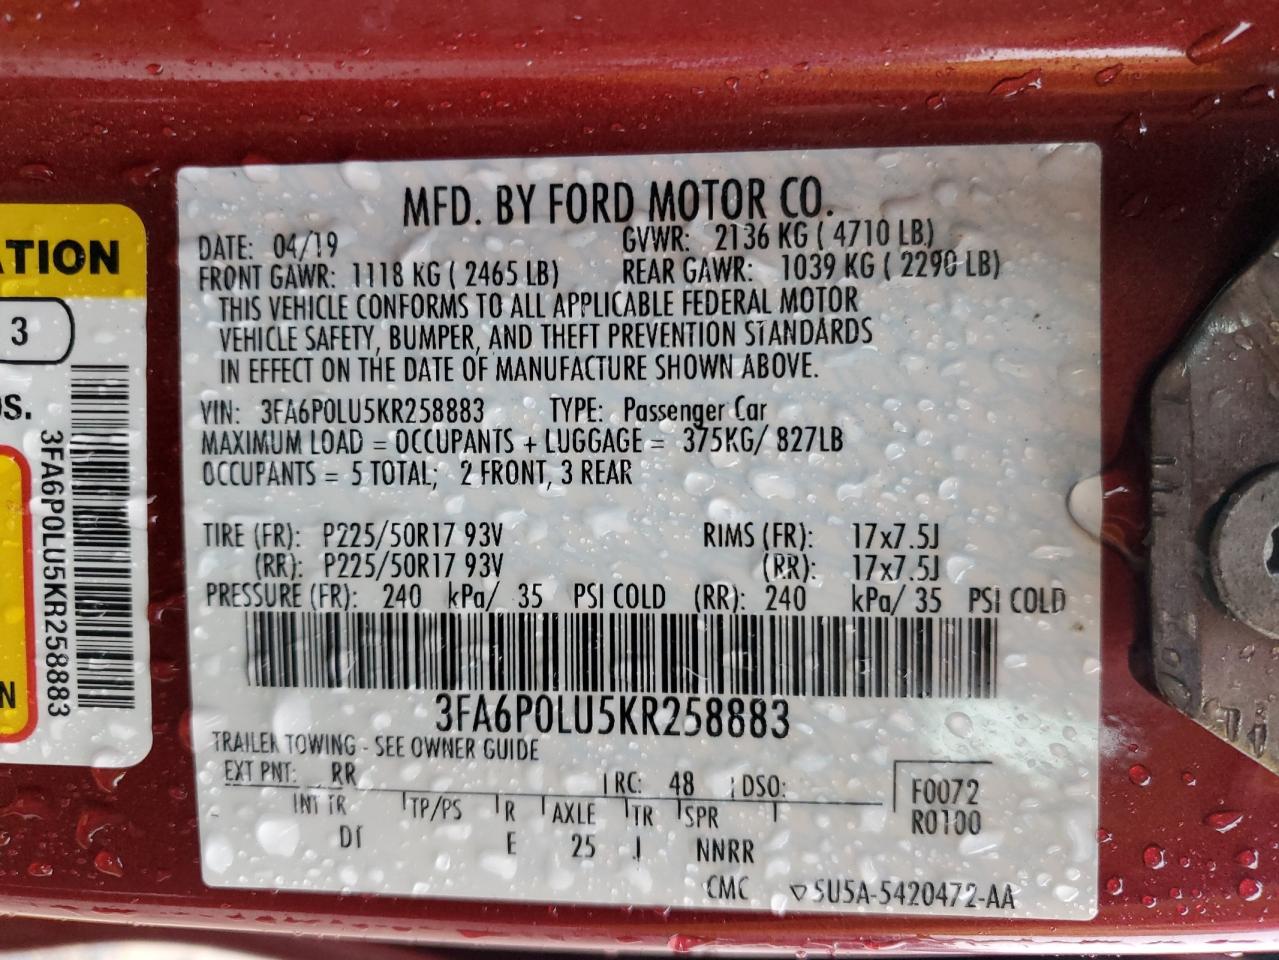 ATION
3
3FA6P0LU5KR258883
N
MFD. BY FORD MOTOR CO.
DATE: 04/19 GVWR: 2136 KG ( 4710 LB)
FRONT GAWR: 1118 KG ( 2465 LB) REAR GAWR: 1039 KG ( 2290 LB)
THIS VEHICLE CONFORMS TO ALL APPLICABLE FEDERAL MOTOR
VEHICLE SAFETY, BUMPER, AND THEFT PREVENTION STANDARDS
IN EFFECT ON THE DATE OF MANUFACTURE SHOWN ABOVE.
VIN: 3FA6P0LU5KR258883 TYPE: Passenger Car
MAXIMUM LOAD = OCCUPANTS + LUGGAGE = 375KG/ 827LB
OCCUPANTS = 5 TOTAL; 2 FRONT, 3 REAR
TIRE (FR): P225/50R17 93V RIMS (FR): 17x7.5J
(RR): P225/50R17 93V (RR): 17x7.5J
PRESSURE (FR): 240 kPa/ 35 PSI COLD (RR): 240 kPa/ 35 PSI COLD
3FA6P0LU5KR258883
TRAILER TOWING - SEE OWNER GUIDE
EXT PNT: RR RC: 48 DSO: F0072
INT TR TP/PS R AXLE TR SPR R0100
E 25 J NNRR
CMC ▽5U5A-5420472-AA